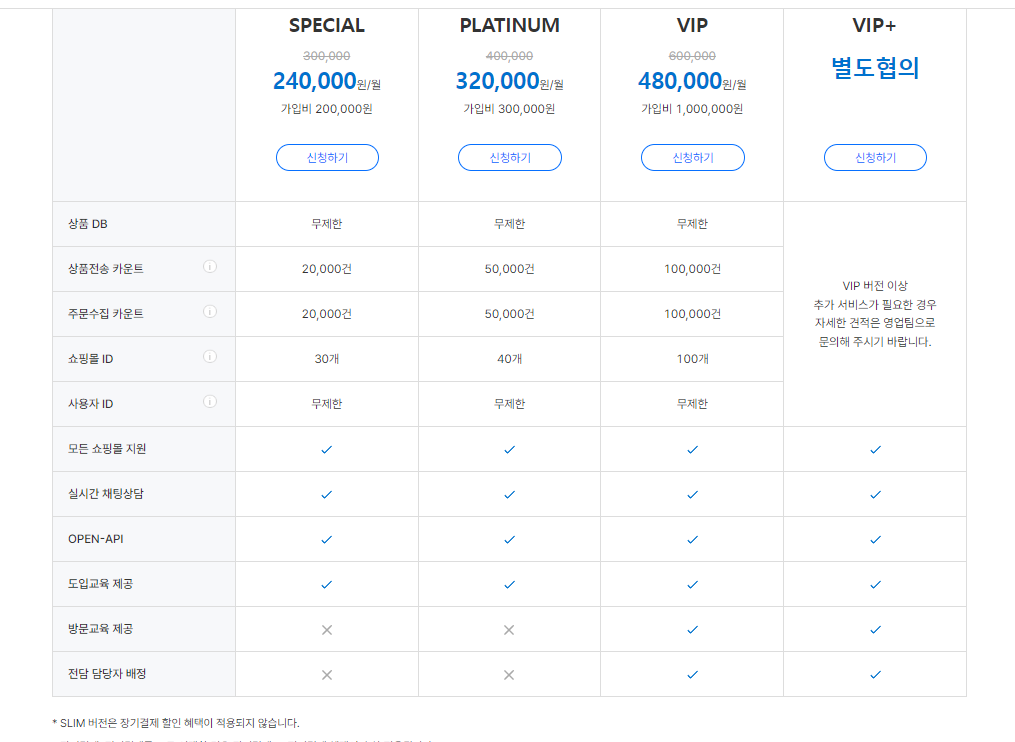 SPECIAL PLATINUM VIP VIP+
300,000 400,000 600,000
240,000원/월 320,000원/월 480,000원/월 별도협의
가입비 200,000원 가입비 300,000원 가입비 1,000,000원
신청하기 신청하기 신청하기 신청하기
상품 DB 무제한 무제한 무제한
상품전송 카운트 20,000건 50,000건 100,000건
주문수집 카운트 20,000건 50,000건 100,000건
쇼핑몰 ID 30개 40개 100개
사용자 ID 무제한 무제한 무제한
VIP 버전 이상
추가 서비스가 필요한 경우
자세한 견적은 영업팀으로
문의해 주시기 바랍니다.
모든 쇼핑몰 지원
실시간 채팅상담
OPEN-API
도입교육 제공
방문교육 제공
전담 담당자 배정
* SLIM 버전은 장기결제 할인 혜택이 적용되지 않습니다.